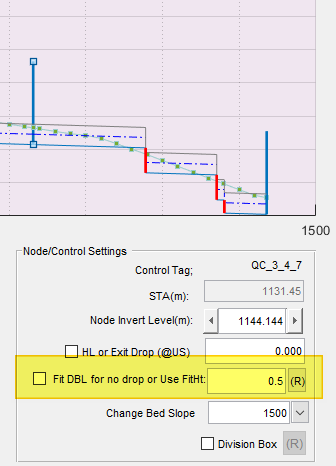 1500
Node/Control Settings
Control Tag; QC_3_4_7
STA(m): 1131.45
Node Invert Level(m): 1144.144
HL or Exit Drop (@US) 0.000
Fit DBL for no drop or Use FitHt: 0.5 (R)
Change Bed Slope 1500
Division Box (R)